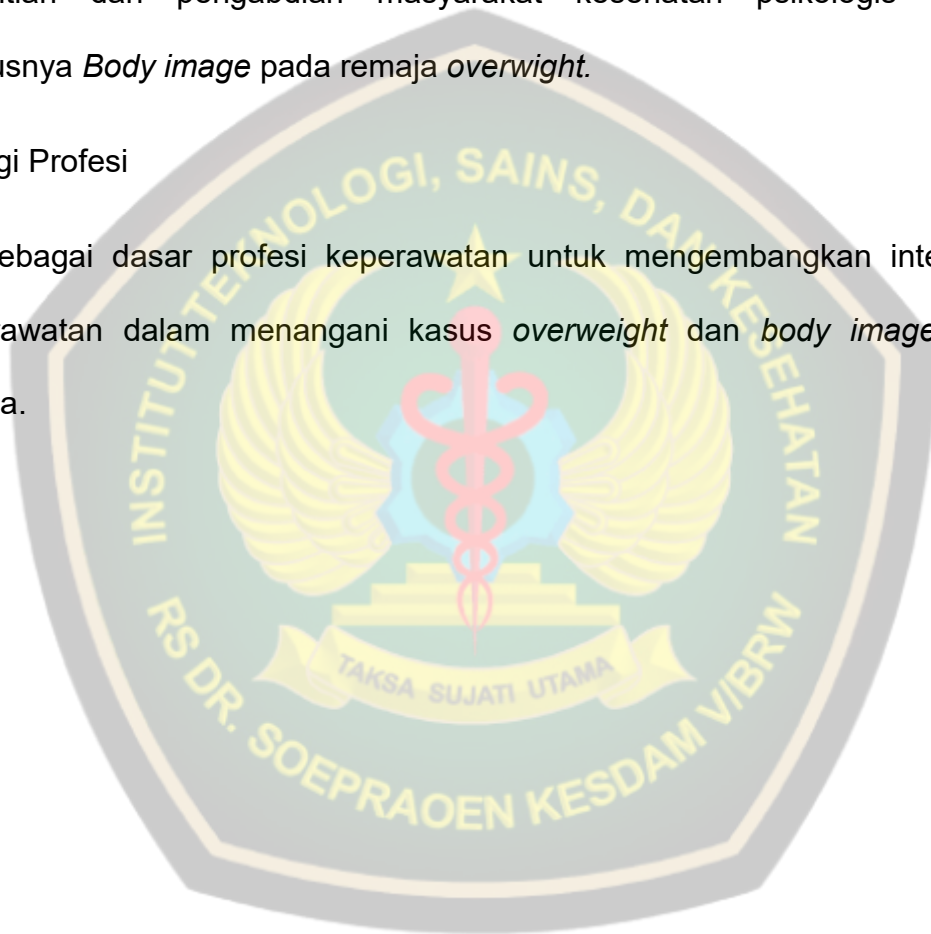 dan pengabdian masyarakat kesehatan psikologis
usnya Body image pada remaja overwight.
gi Profesi
ebagai dasar profesi keperawatan untuk mengembangkan inte
rawatan dalam menangani kasus overweight dan body image
a.
INSTITUT TEKNOLOGI, SAINS, DAN KESEHATAN
TAKSA SUJATI UTAMA
RS DR. SOEPRAOEN KESDAM V/BRW